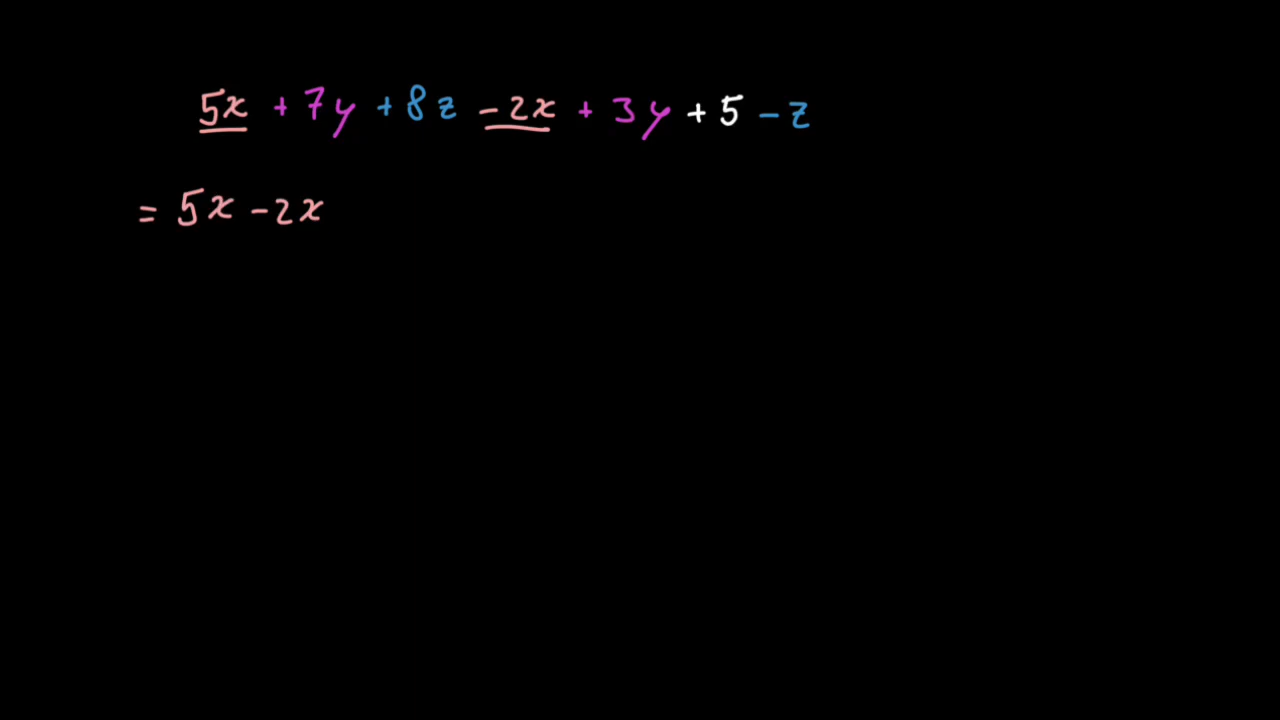 5x + 7y + 8z - 2x + 3y + 5 - z
= 5x - 2x